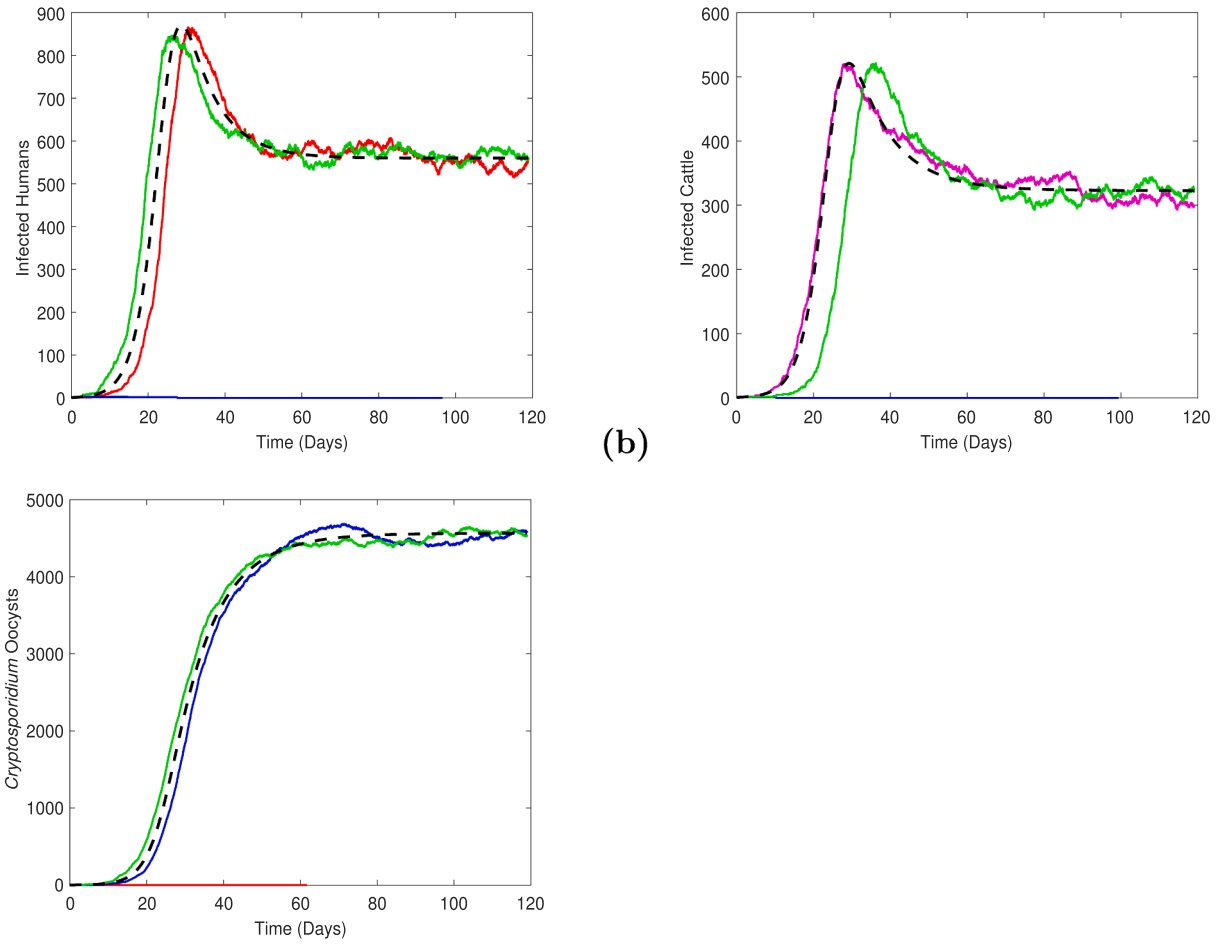 900
800
700
600
500
400
300
200
100
0
Infected Humans
0 20 40 60 80 100 120
Time (Days)
(b)
600
500
400
300
200
100
0
Infected Cattle
0 20 40 60 80 100 120
Time (Days)
5000
4000
3000
2000
1000
0
Cryptosporidium Oocysts
0 20 40 60 80 100 120
Time (Days)